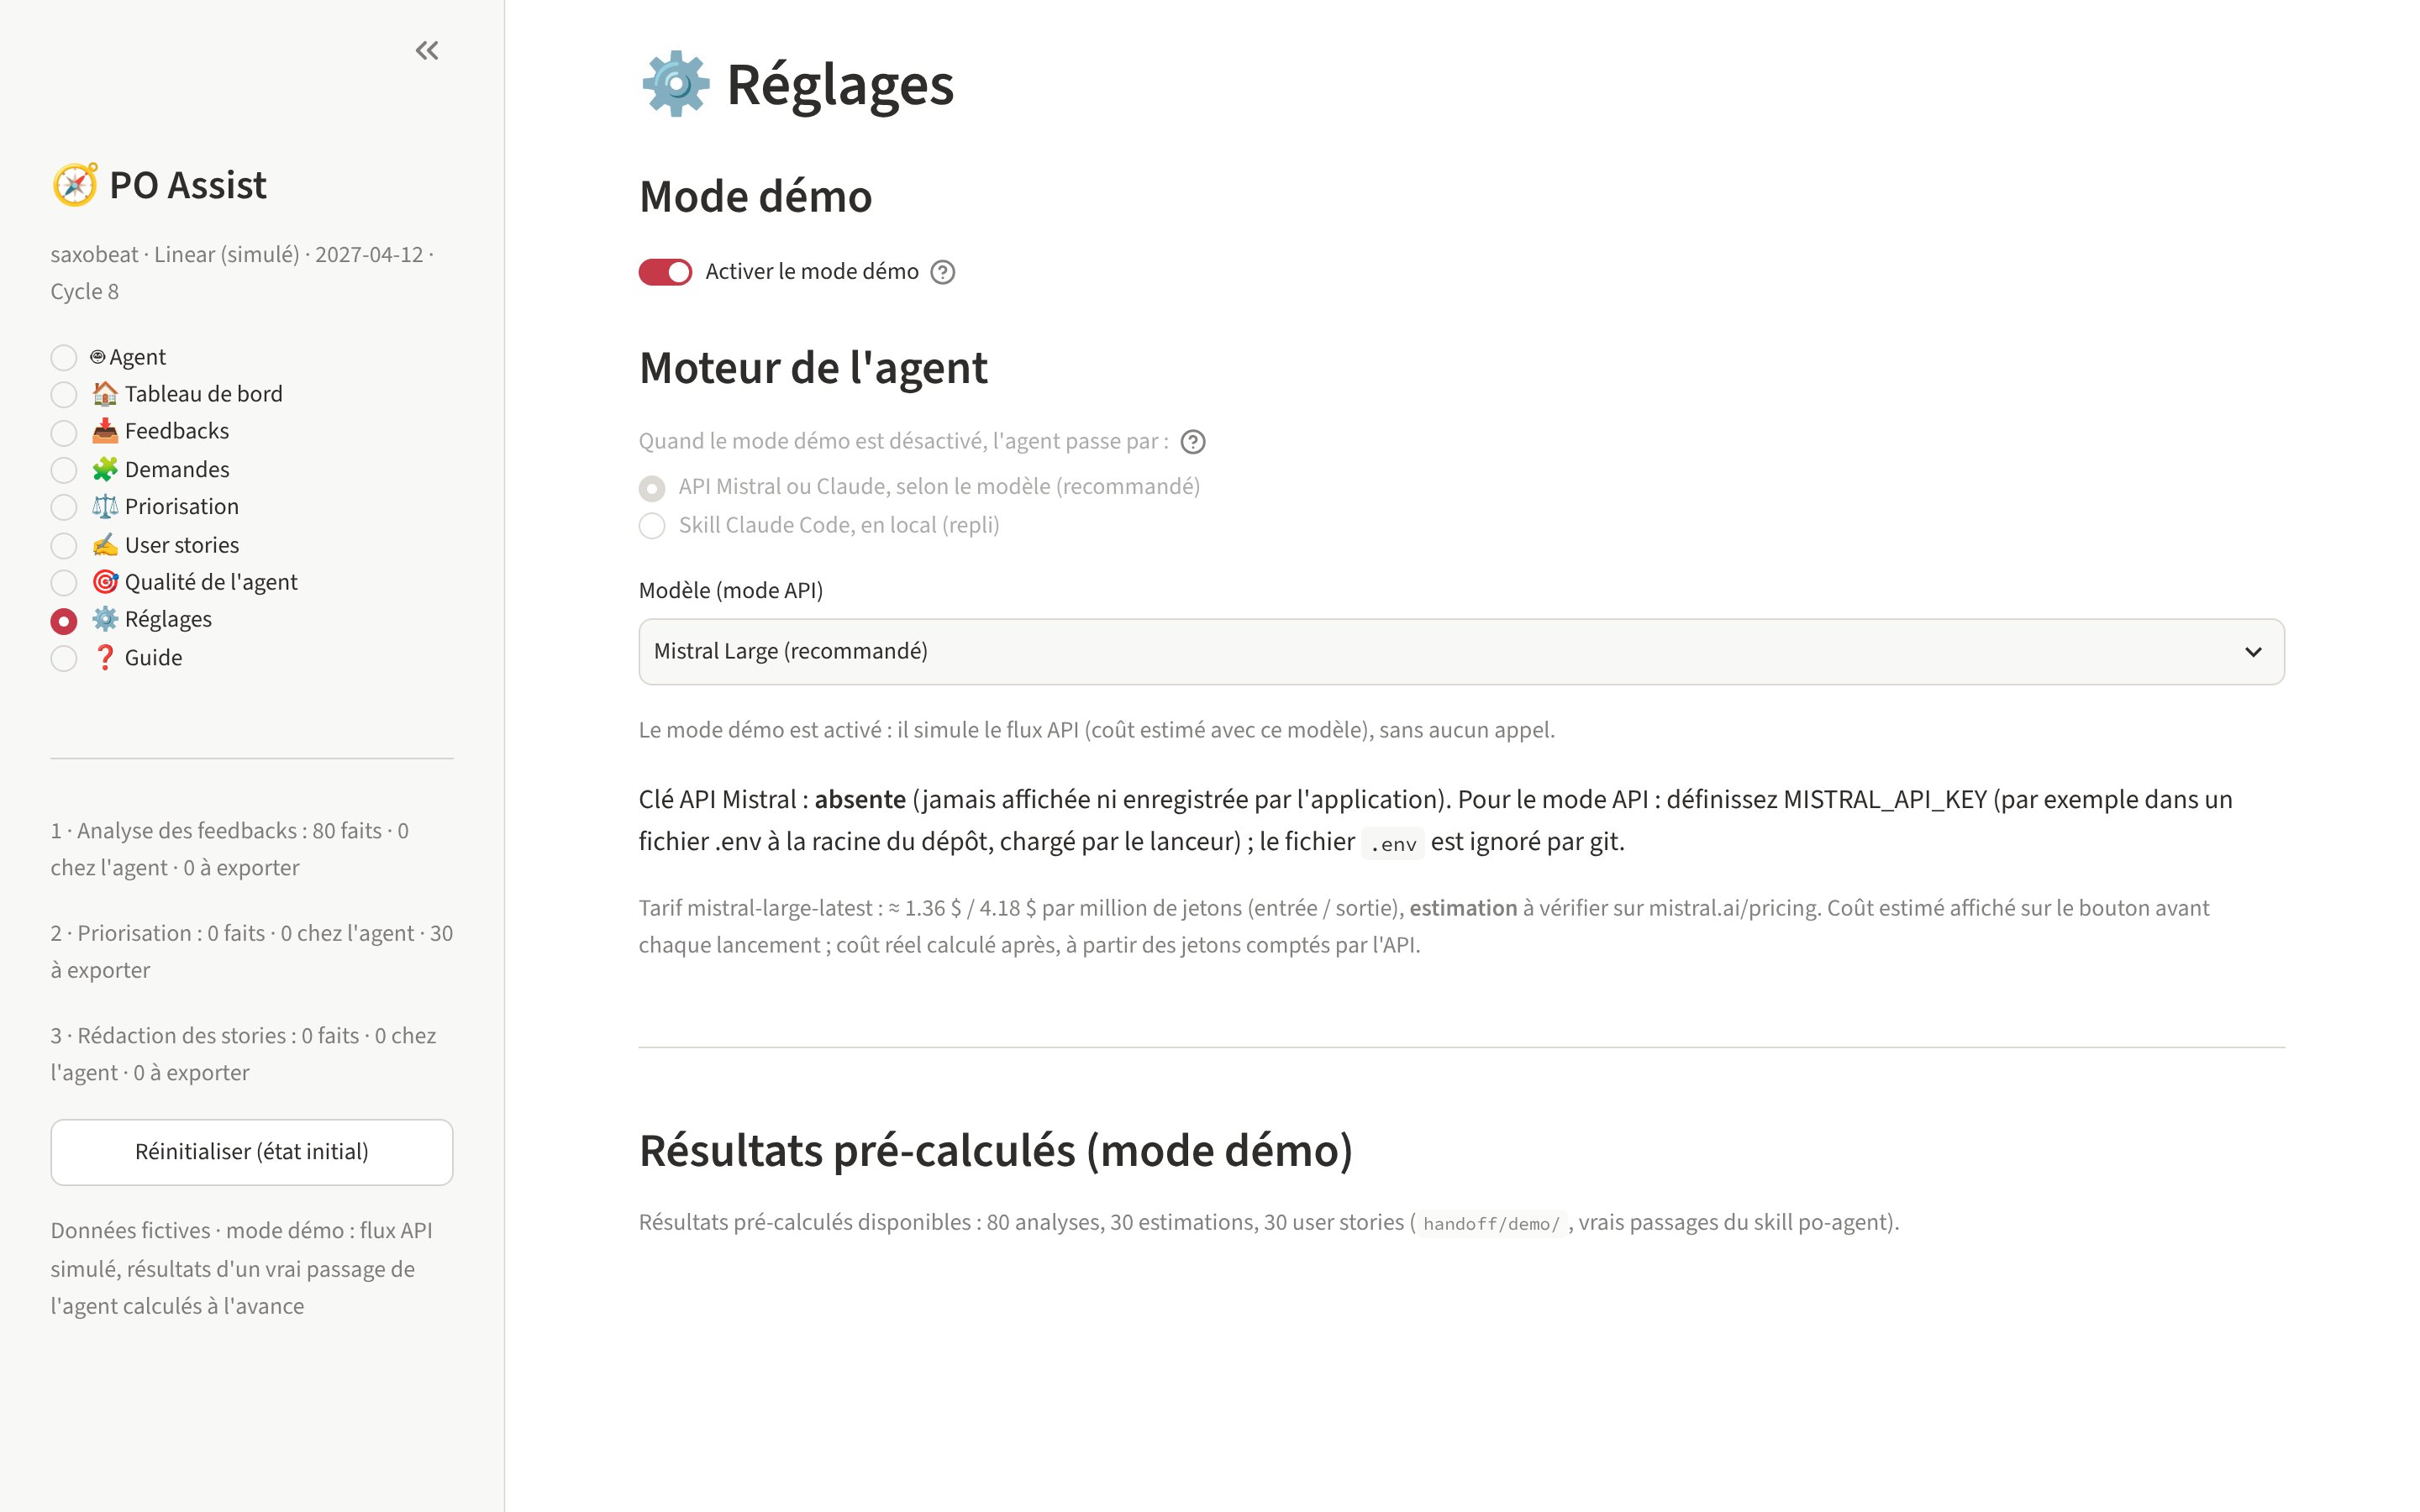 PO Assist
saxobeat · Linear (simulé) · 2027-04-12 ·
Cycle 8
Agent
Tableau de bord
Feedbacks
Demandes
Priorisation
User stories
Qualité de l'agent
Réglages
Guide
1 · Analyse des feedbacks : 80 faits · 0
chez l'agent · 0 à exporter
2 · Priorisation : 0 faits · 0 chez l'agent · 30
à exporter
3 · Rédaction des stories : 0 faits · 0 chez
l'agent · 0 à exporter
Réinitialiser (état initial)
Données fictives · mode démo : flux API
simulé, résultats d'un vrai passage de
l'agent calculés à l'avance
Réglages
Mode démo
Activer le mode démo
Moteur de l'agent
Quand le mode démo est désactivé, l'agent passe par :
API Mistral ou Claude, selon le modèle (recommandé)
Skill Claude Code, en local (repli)
Modèle (mode API)
Mistral Large (recommandé)
Le mode démo est activé : il simule le flux API (coût estimé avec ce modèle), sans aucun appel.
Clé API Mistral : absente (jamais affichée ni enregistrée par l'application). Pour le mode API : définissez MISTRAL_API_KEY (par exemple dans un
fichier .env à la racine du dépôt, chargé par le lanceur) ; le fichier .env est ignoré par git.
Tarif mistral-large-latest : ≈ 1.36 $ / 4.18 $ par million de jetons (entrée / sortie), estimation à vérifier sur mistral.ai/pricing. Coût estimé affiché sur le bouton avant
chaque lancement ; coût réel calculé après, à partir des jetons comptés par l'API.
Résultats pré-calculés (mode démo)
Résultats pré-calculés disponibles : 80 analyses, 30 estimations, 30 user stories ( handoff/demo/ , vrais passages du skill po-agent).